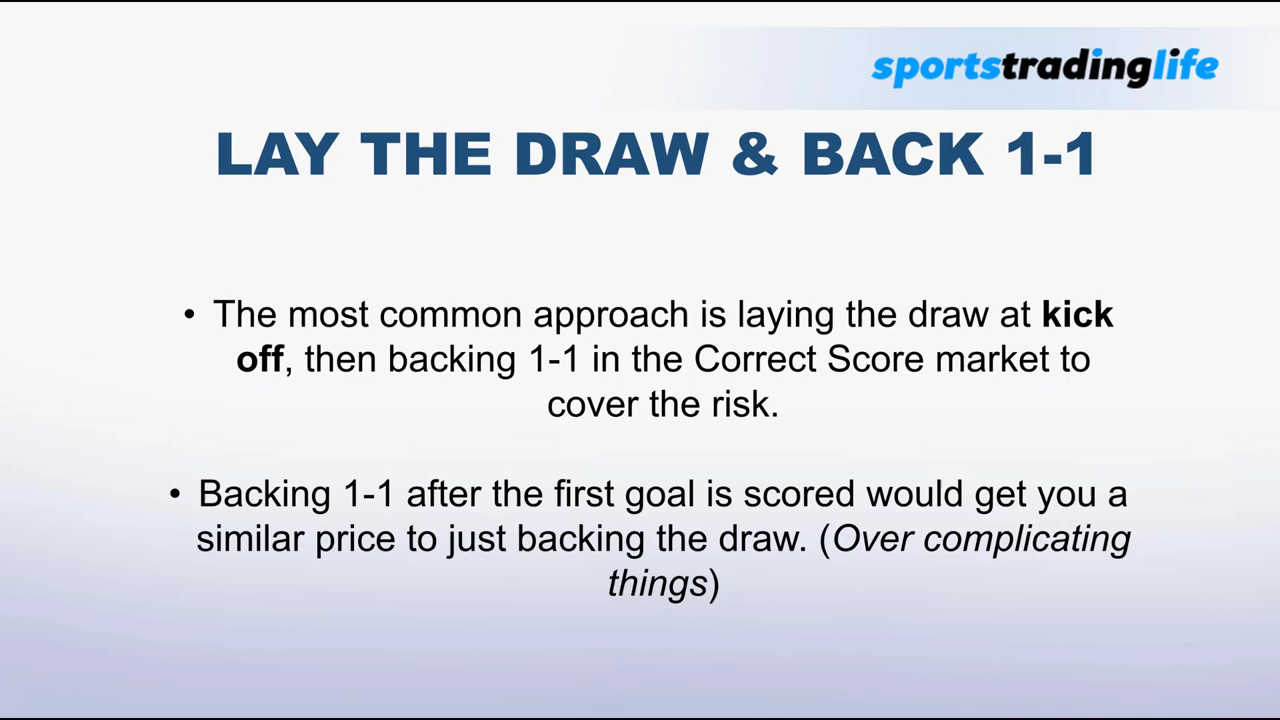 sportstradinglife
LAY THE DRAW & BACK 1-1
• The most common approach is laying the draw at kick
off, then backing 1-1 in the Correct Score market to
cover the risk.
• Backing 1-1 after the first goal is scored would get you a
similar price to just backing the draw. (Over complicating
things)